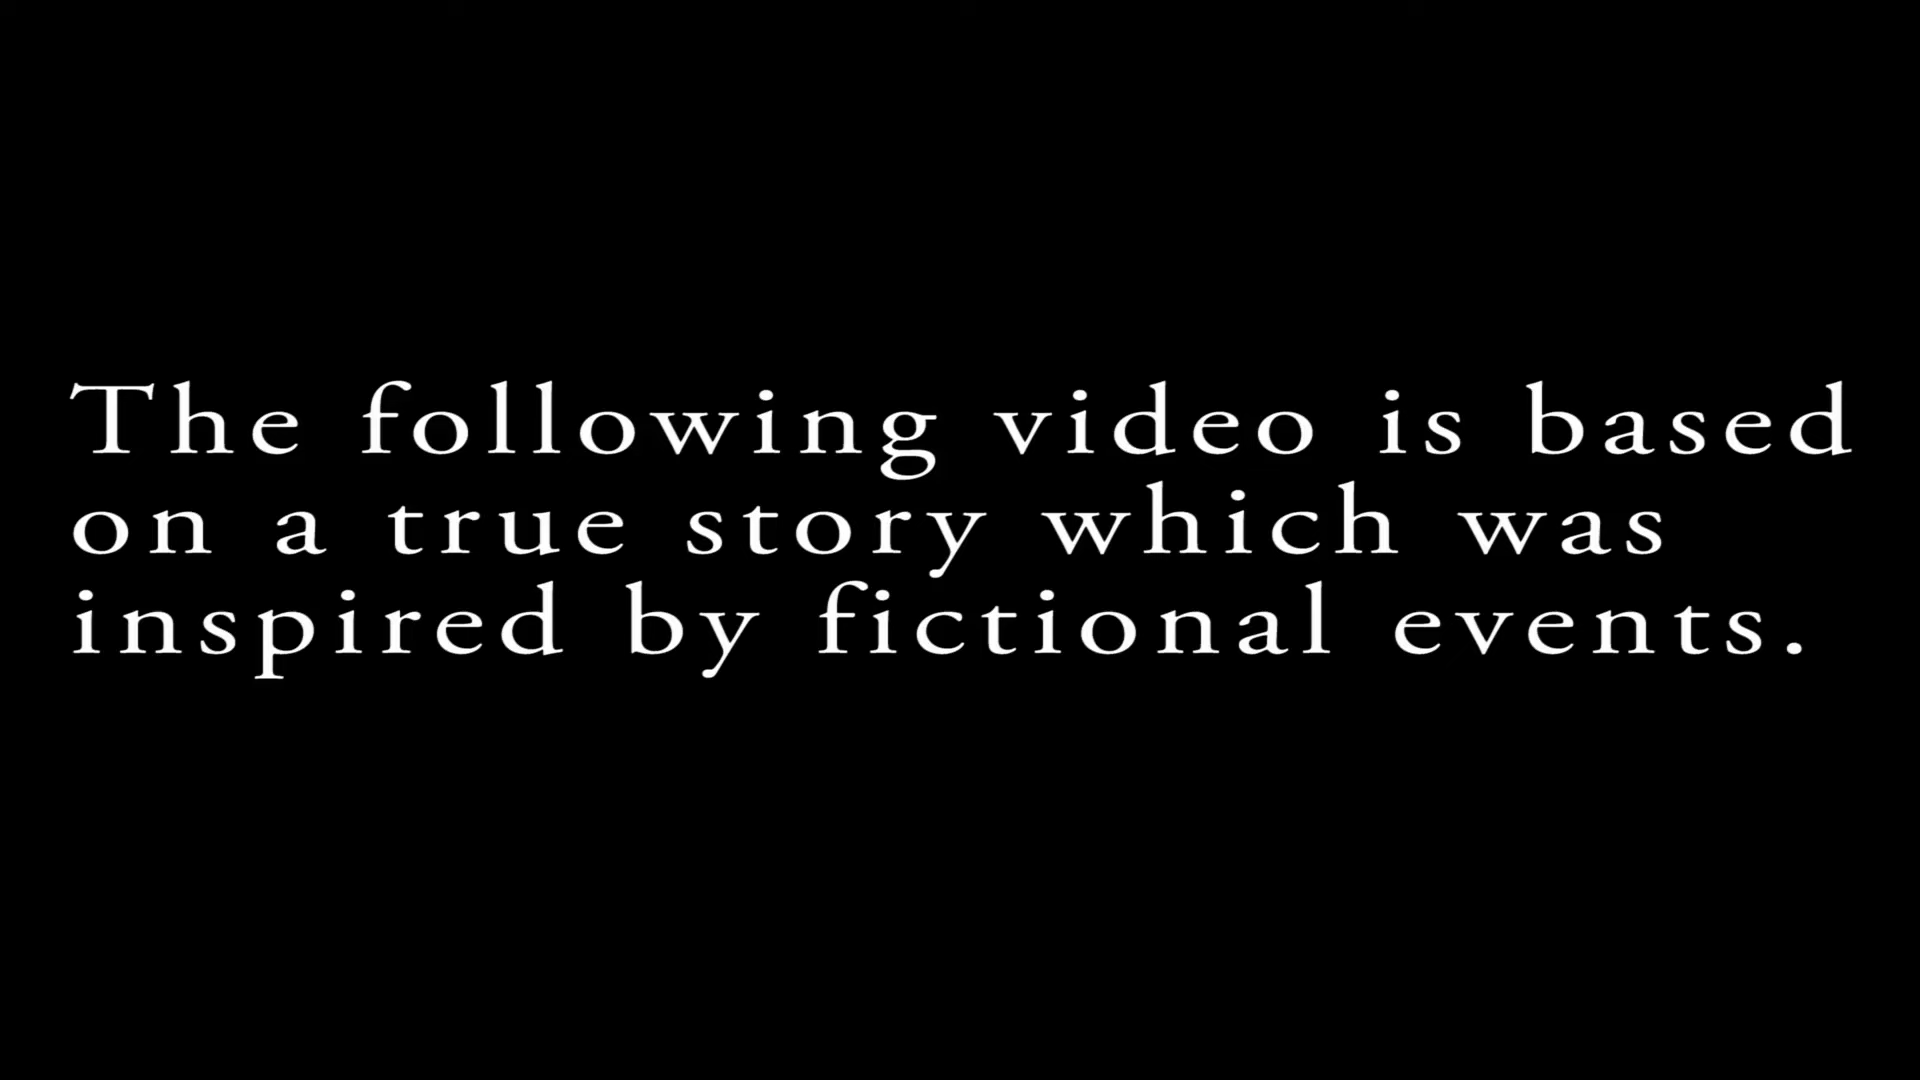 The following video is based
on a true story which was
inspired by fictional events.